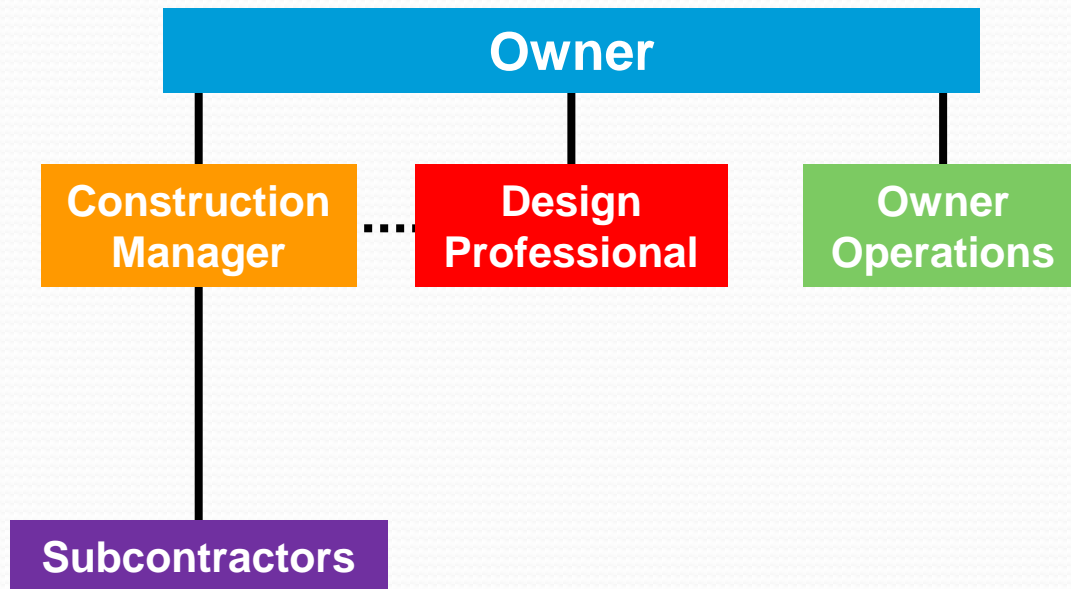 Owner
Construction
Manager
Design
Professional
Owner
Operations
Subcontractors